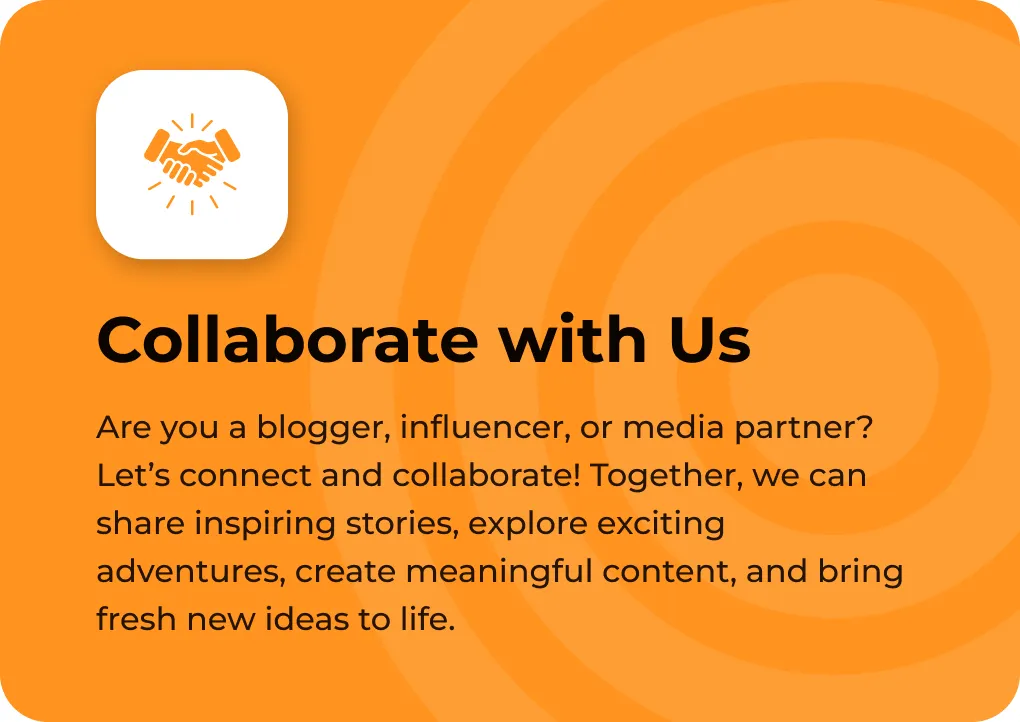 Collaborate with Us
Are you a blogger, influencer, or media partner?
Let’s connect and collaborate! Together, we can
share inspiring stories, explore exciting
adventures, create meaningful content, and bring
fresh new ideas to life.